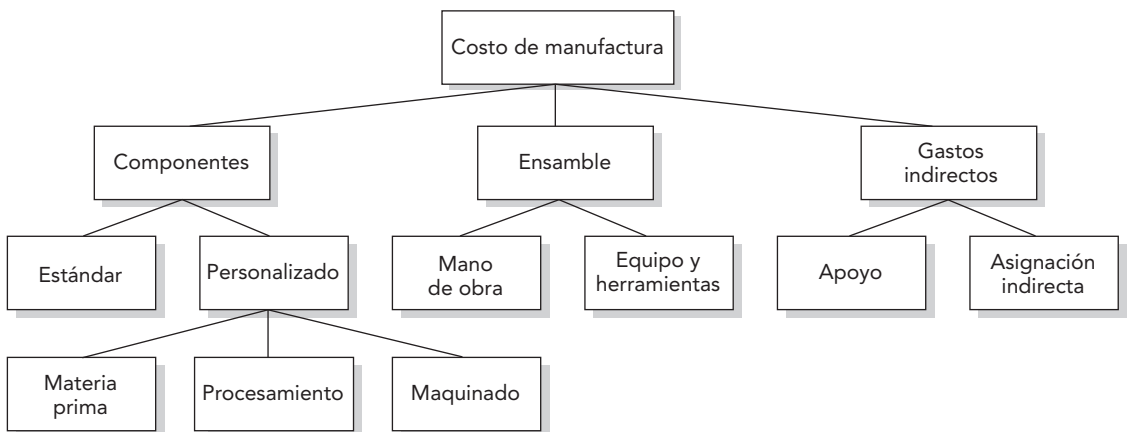 Costo de manufactura
Componentes
Ensamble
Gastos
indirectos
Estándar
Personalizado
Mano
de obra
Equipo y
herramientas
Apoyo
Asignación
indirecta
Materia
prima
Procesamiento
Maquinado